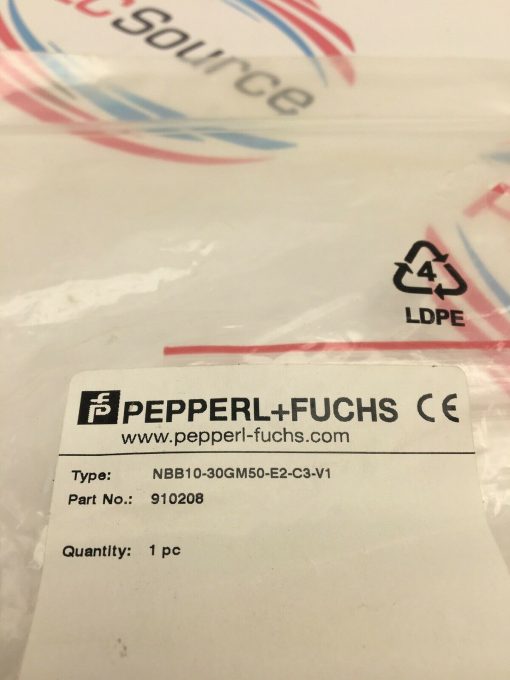 Source
4
LDPE
PEPPERL+FUCHS CE
www.pepperl-fuchs.com
Type: NBB10-30GM50-E2-C3-V1
Part No.: 910208
Quantity: 1 pc